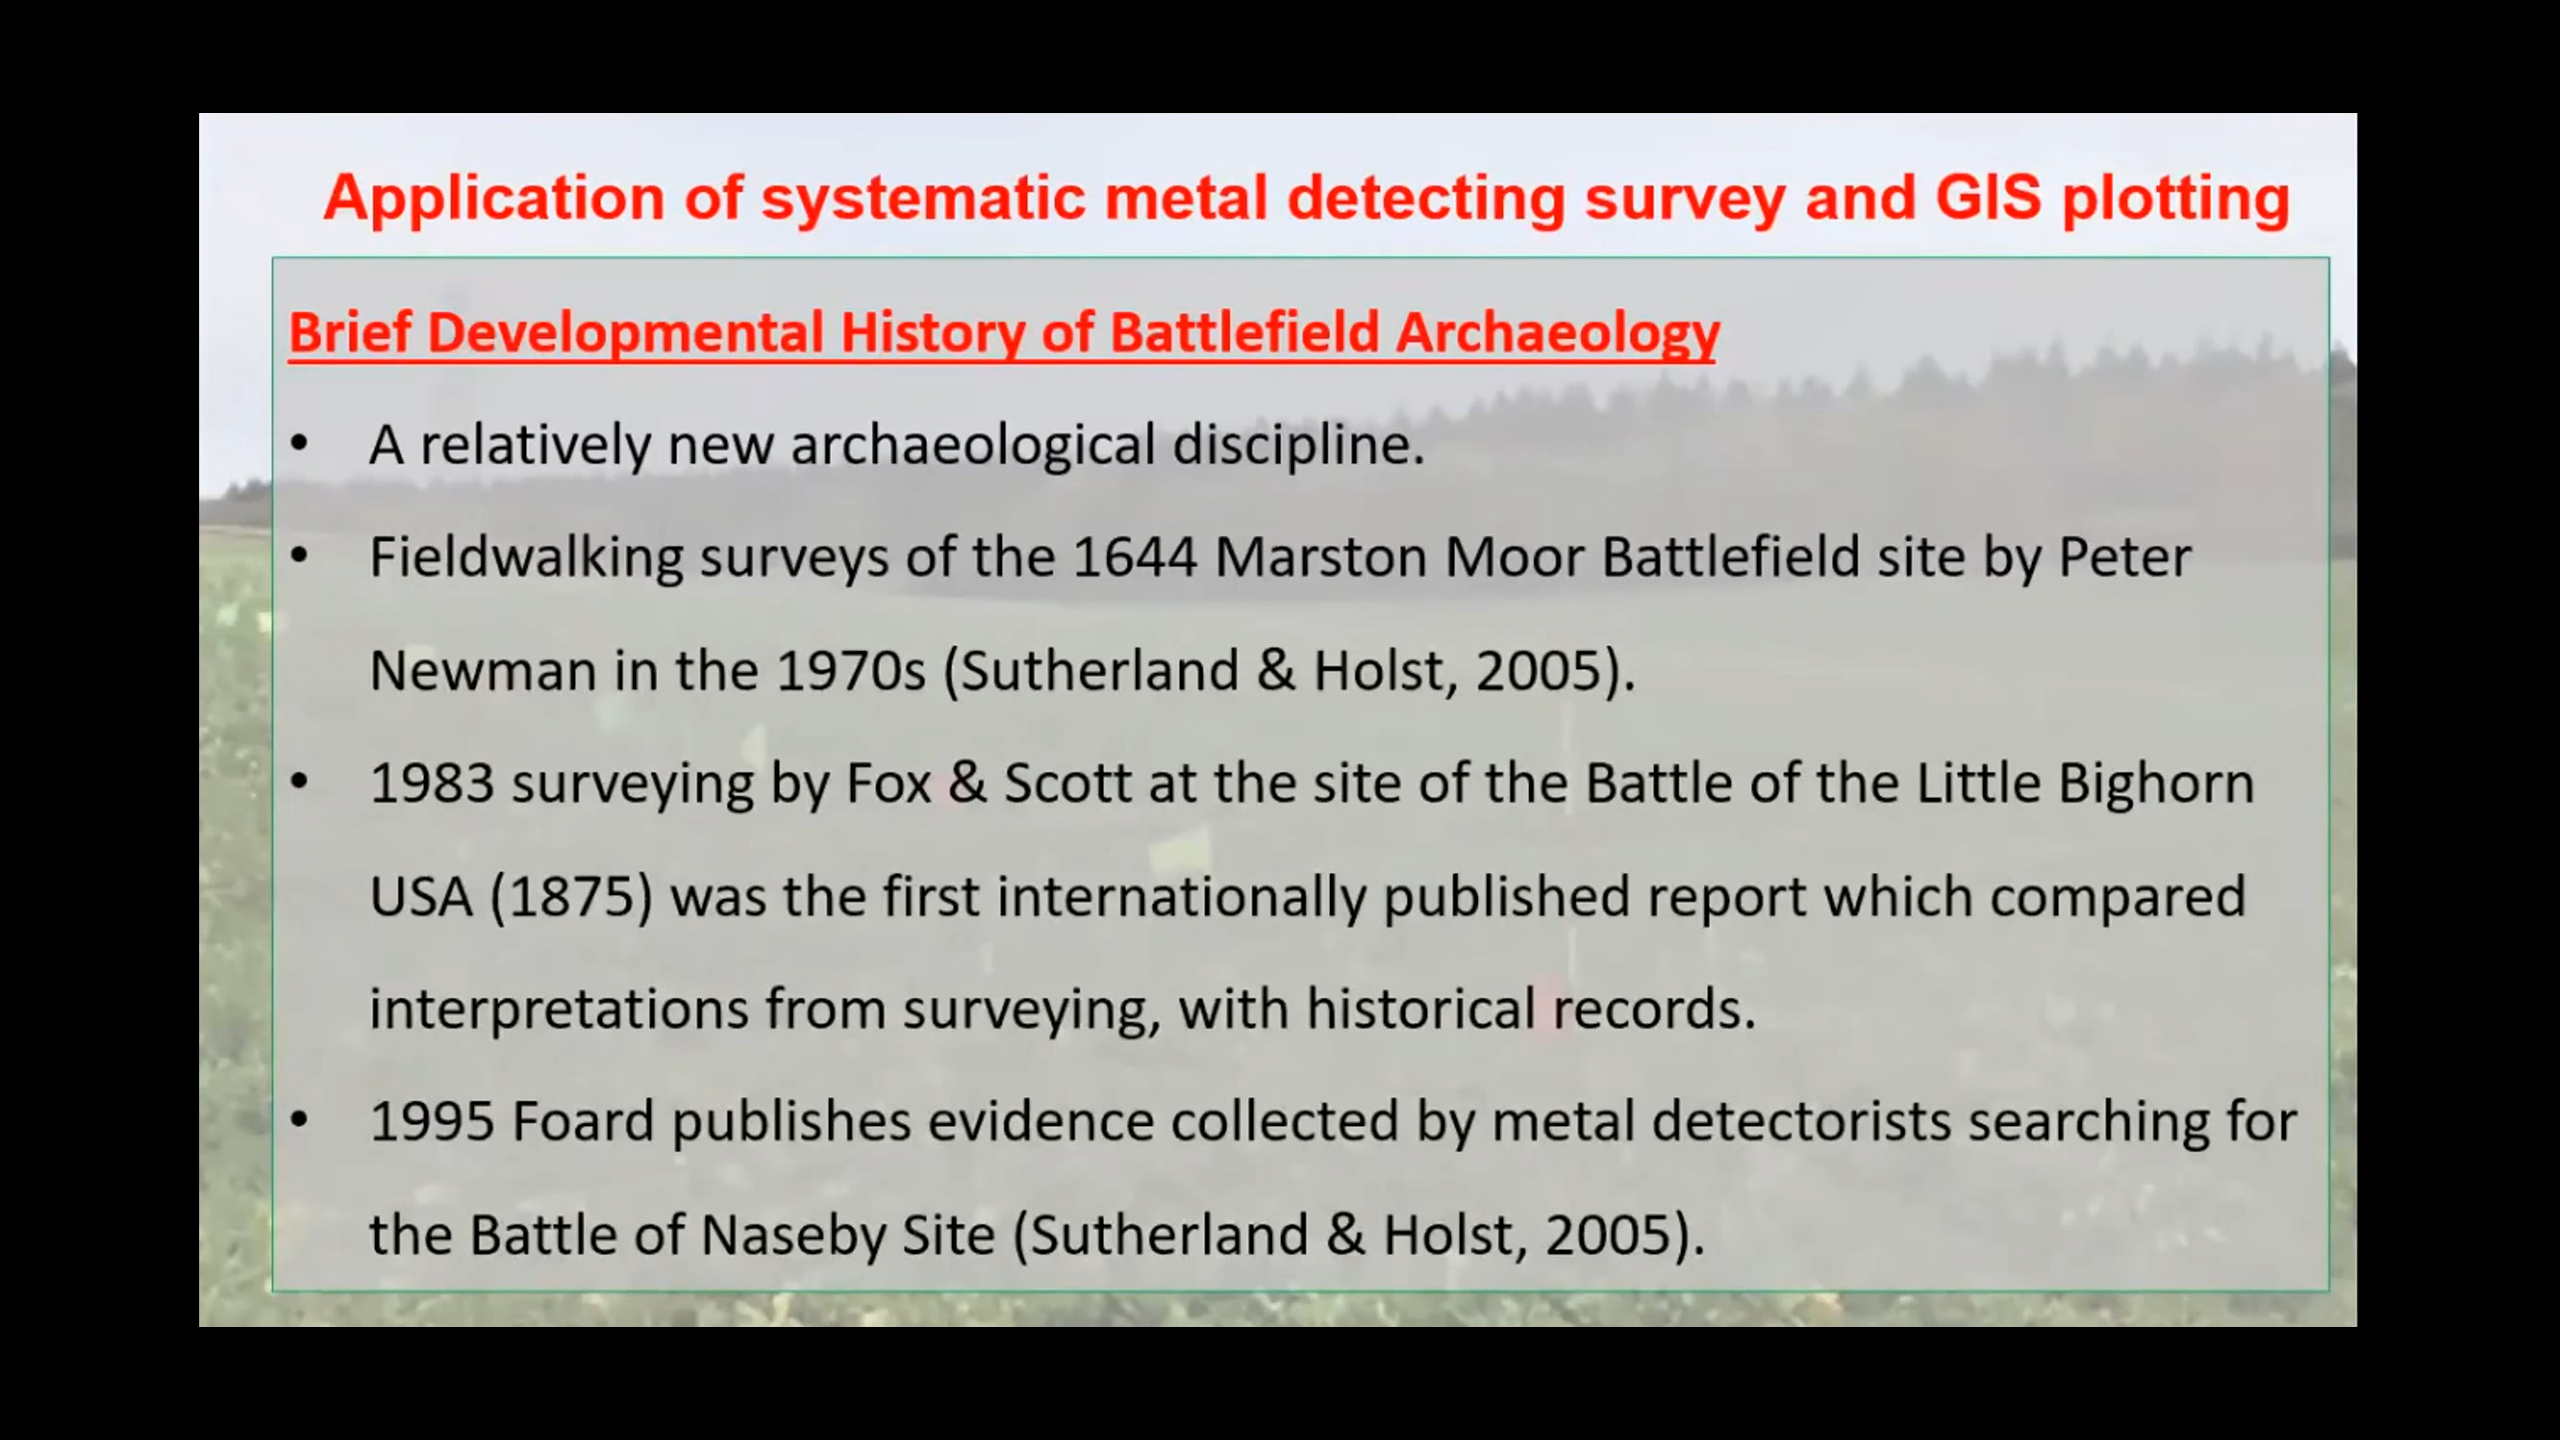 Application of systematic metal detecting survey and GIS plotting
Brief Developmental History of Battlefield Archaeology
• A relatively new archaeological discipline.
• Fieldwalking surveys of the 1644 Marston Moor Battlefield site by Peter
Newman in the 1970s (Sutherland & Holst, 2005).
• 1983 surveying by Fox & Scott at the site of the Battle of the Little Bighorn
USA (1875) was the first internationally published report which compared
interpretations from surveying, with historical records.
• 1995 Foard publishes evidence collected by metal detectorists searching for
the Battle of Naseby Site (Sutherland & Holst, 2005).